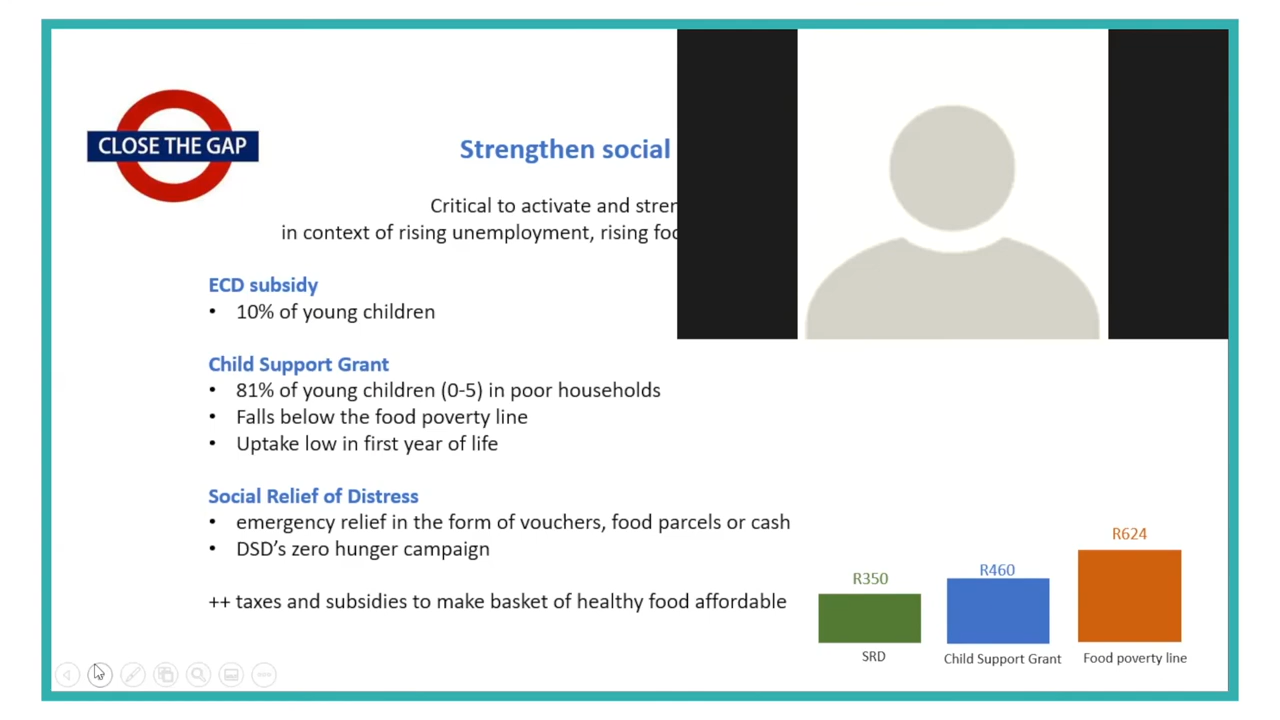 CLOSE THE GAP
Strengthen social
Critical to activate and
in context of rising unemployment, rising
ECD subsidy
• 10% of young children
Child Support Grant
• 81% of young children (0-5) in poor households
• Falls below the food poverty line
• Uptake low in first year of life
Social Relief of Distress
• emergency relief in the form of vouchers, food parcels or cash
• DSD’s zero hunger campaign
++ taxes and subsidies to make basket of healthy food affordable
R350
R460
R624
SRD
Child Support Grant
Food poverty line